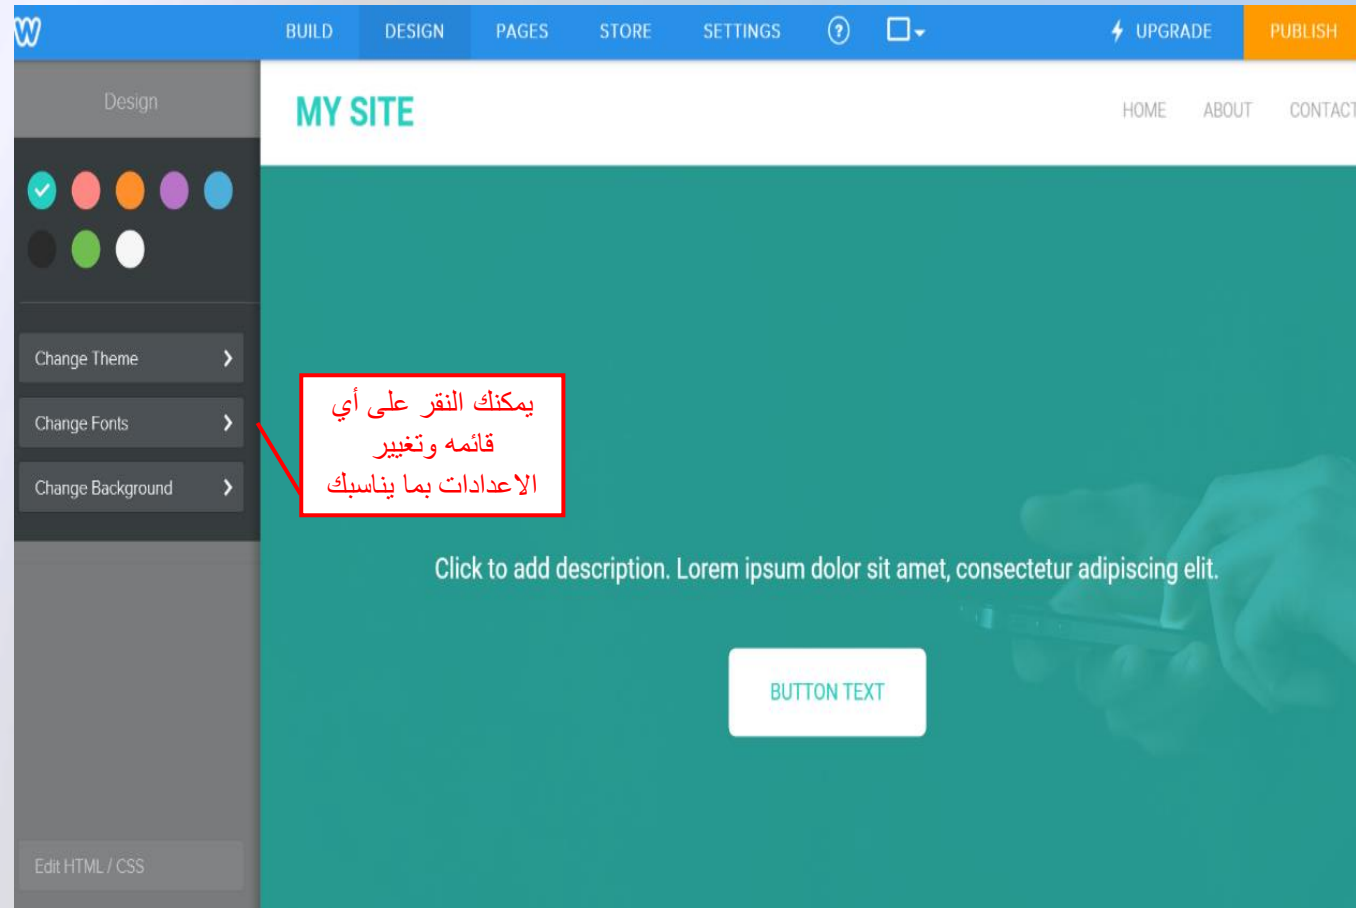 BUILD DESIGN PAGES STORE SETTINGS ? UPGRADE PUBLISH
Design
MY SITE
HOME ABOUT CONTACT
Change Theme
Change Fonts
Change Background
يمكنك النقر على أي
قائمه وتغيير
الاعدادات بما يناسبك
Click to add description. Lorem ipsum dolor sit amet, consectetur adipiscing elit.
BUTTON TEXT
Edit HTML / CSS